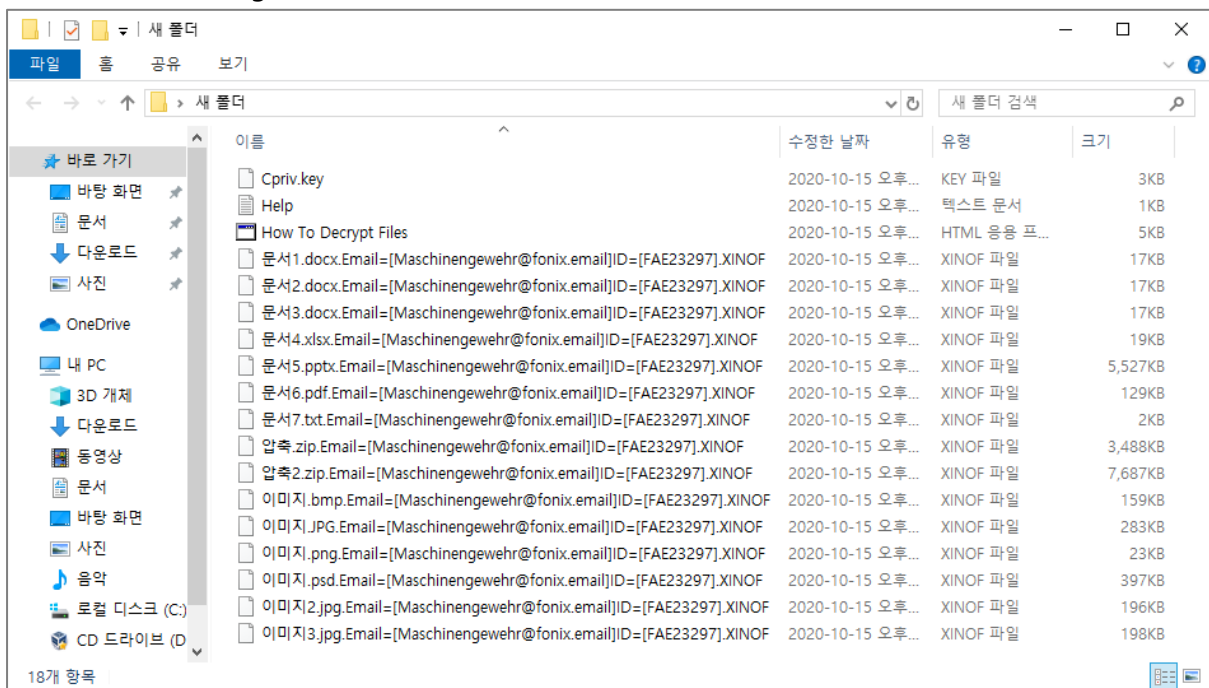 새 폴더
파일 홈 공유 보기
새 폴더 새 폴더 검색
이름 수정한 날짜 유형 크기
바로 가기
바탕 화면
문서
다운로드
사진
OneDrive
내 PC
3D 개체
다운로드
동영상
문서
바탕 화면
사진
음악
로컬 디스크 (C:)
CD 드라이브 (D
Cpriv.key 2020-10-15 오후... KEY 파일 3KB
Help 2020-10-15 오후... 텍스트 문서 1KB
How To Decrypt Files 2020-10-15 오후... HTML 응용 프... 5KB
문서1.docx.Email=[Maschinengewehr@fonix.email]ID=[FAE23297].XINOF 2020-10-15 오후... XINOF 파일 17KB
문서2.docx.Email=[Maschinengewehr@fonix.email]ID=[FAE23297].XINOF 2020-10-15 오후... XINOF 파일 17KB
문서3.docx.Email=[Maschinengewehr@fonix.email]ID=[FAE23297].XINOF 2020-10-15 오후... XINOF 파일 17KB
문서4.xlsx.Email=[Maschinengewehr@fonix.email]ID=[FAE23297].XINOF 2020-10-15 오후... XINOF 파일 19KB
문서5.pptx.Email=[Maschinengewehr@fonix.email]ID=[FAE23297].XINOF 2020-10-15 오후... XINOF 파일 5,527KB
문서6.pdf.Email=[Maschinengewehr@fonix.email]ID=[FAE23297].XINOF 2020-10-15 오후... XINOF 파일 129KB
문서7.txt.Email=[Maschinengewehr@fonix.email]ID=[FAE23297].XINOF 2020-10-15 오후... XINOF 파일 2KB
압축.zip.Email=[Maschinengewehr@fonix.email]ID=[FAE23297].XINOF 2020-10-15 오후... XINOF 파일 3,488KB
압축2.zip.Email=[Maschinengewehr@fonix.email]ID=[FAE23297].XINOF 2020-10-15 오후... XINOF 파일 7,687KB
이미지.bmp.Email=[Maschinengewehr@fonix.email]ID=[FAE23297].XINOF 2020-10-15 오후... XINOF 파일 159KB
이미지.JPG.Email=[Maschinengewehr@fonix.email]ID=[FAE23297].XINOF 2020-10-15 오후... XINOF 파일 283KB
이미지.png.Email=[Maschinengewehr@fonix.email]ID=[FAE23297].XINOF 2020-10-15 오후... XINOF 파일 23KB
이미지.psd.Email=[Maschinengewehr@fonix.email]ID=[FAE23297].XINOF 2020-10-15 오후... XINOF 파일 397KB
이미지2.jpg.Email=[Maschinengewehr@fonix.email]ID=[FAE23297].XINOF 2020-10-15 오후... XINOF 파일 196KB
이미지3.jpg.Email=[Maschinengewehr@fonix.email]ID=[FAE23297].XINOF 2020-10-15 오후... XINOF 파일 198KB
18개 항목